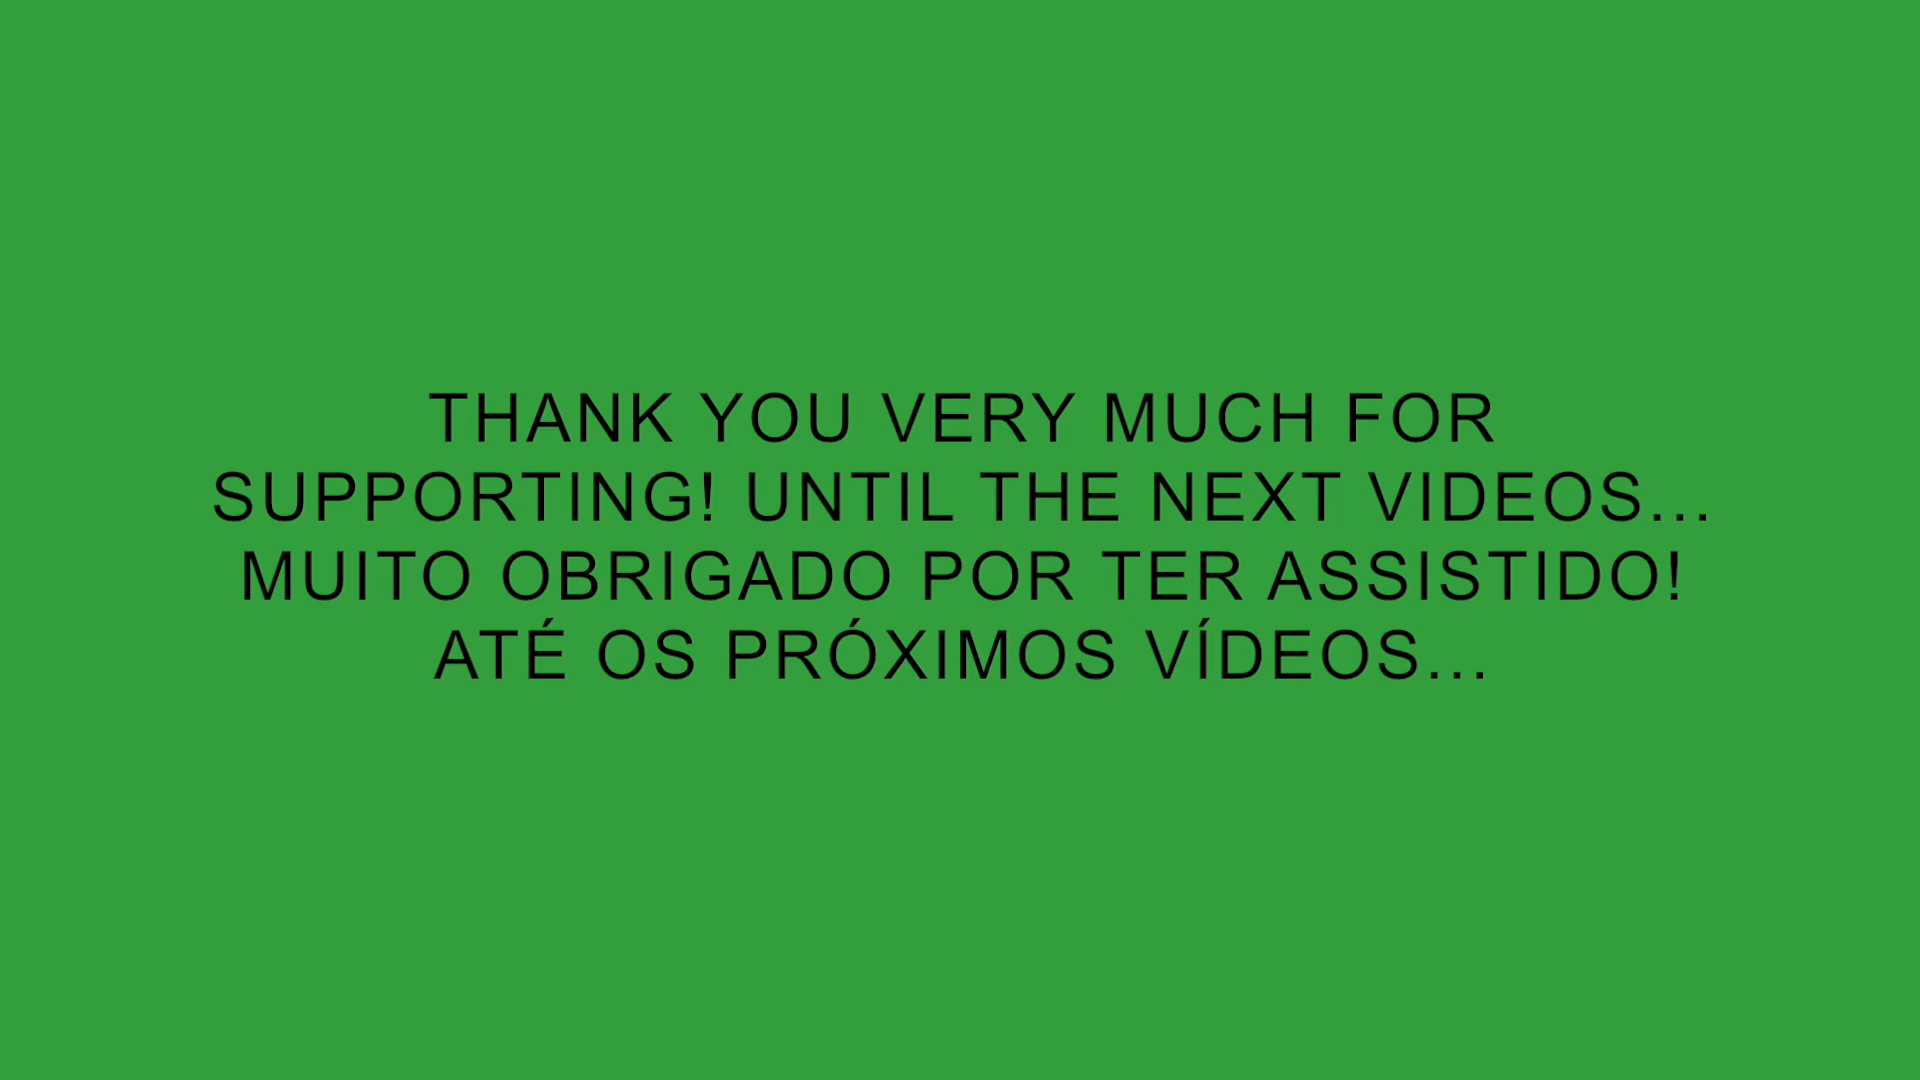 THANK YOU VERY MUCH FOR
SUPPORTING! UNTIL THE NEXT VIDEOS...
MUITO OBRIGADO POR TER ASSISTIDO!
ATÉ OS PRÓXIMOS VÍDEOS...